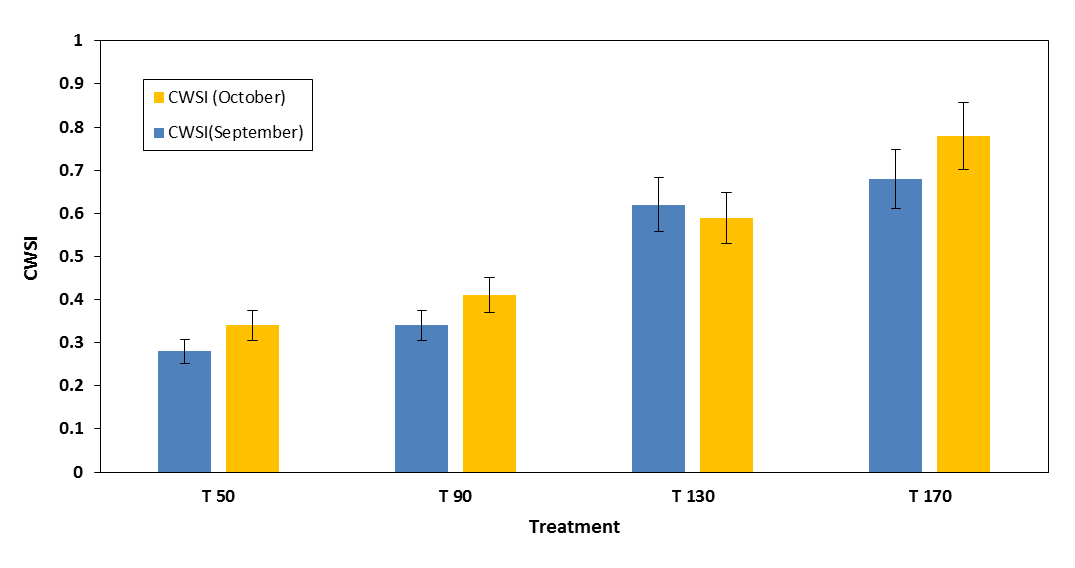 1
0.9
0.8
0.7
0.6
0.5
0.4
0.3
0.2
0.1
0
CWSI
CWSI (October)
CWSI(September)
T 50
T 90
T 130
T 170
Treatment